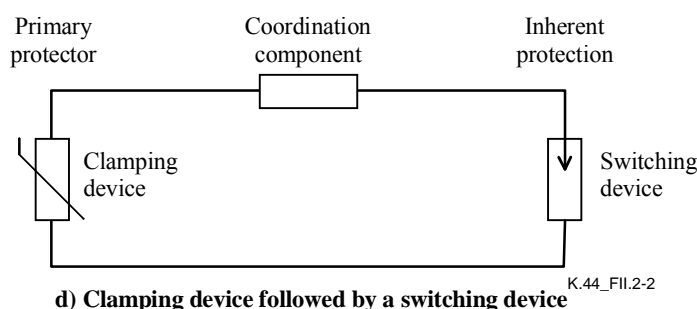 Primary
protector
Coordination
component
Inherent
protection
Clamping
device
Switching
device
K.44_FII.2-2
d) Clamping device followed by a switching device